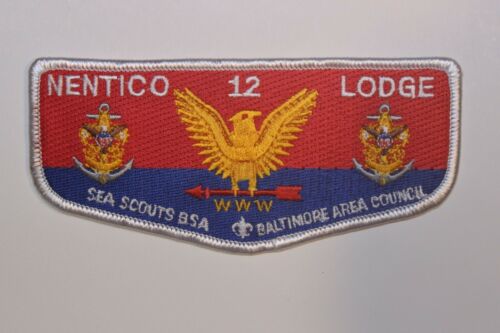 NENTICO 12 LODGE
WWW
SEA SCOUTS BSA BALTIMORE AREA COUNCIL